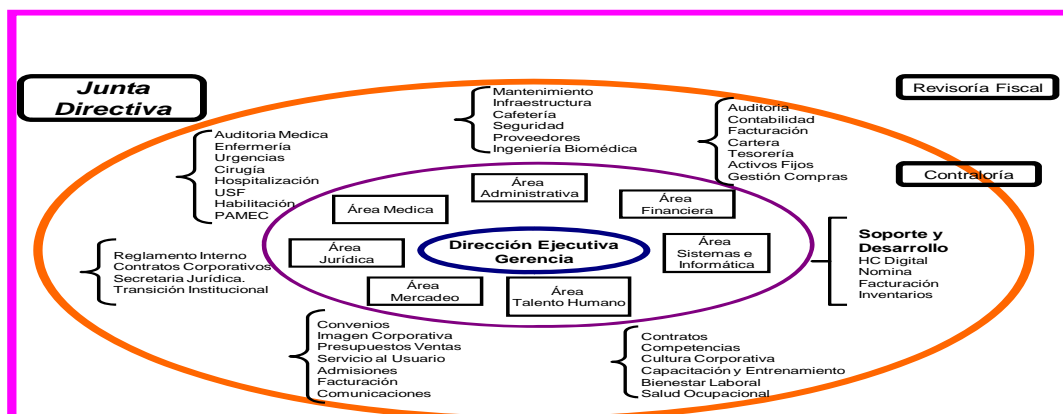 Junta
Directiva
Revisoría Fiscal
Contraloría
Mantenimiento
Infraestructura
Cafetería
Seguridad
Proveedores
Ingeniería Biomédica
Auditoría
Contabilidad
Facturación
Cartera
Tesorería
Activos Fijos
Gestión Compras
Auditoria Medica
Enfermería
Urgencias
Cirugía
Hospitalización
USF
Habilitación
PAMEC
Área
Administrativa
Área Medica
Área
Financiera
Área
Jurídica
Dirección Ejecutiva
Gerencia
Área
Sistemas e
Informática
Área
Mercadeo
Área
Talento Humano
Reglamento Interno
Contratos Corporativos
Secretaria Jurídica.
Transición Institucional
Soporte y
Desarrollo
HC Digital
Nomina
Facturación
Inventarios
Convenios
Imagen Corporativa
Presupuestos Ventas
Servicio al Usuario
Admisiones
Facturación
Comunicaciones
Contratos
Competencias
Cultura Corporativa
Capacitación y Entrenamiento
Bienestar Laboral
Salud Ocupacional